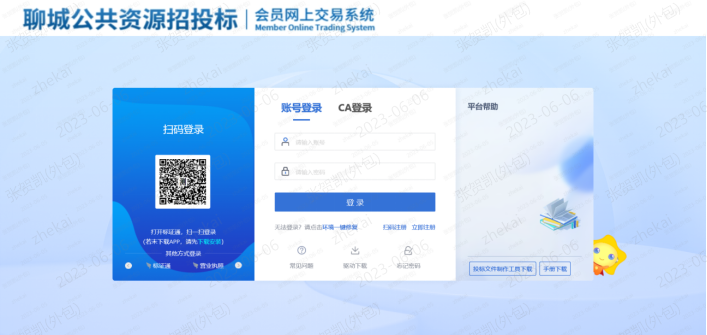 聊城公共资源招投标
会员网上交易系统
Member Online Trading System
扫码登录
打开标证通,扫一扫登录
(若未下载APP,请先下载安装)
其他方式登录
标证通 营业执照
账号登录 CA登录
请输入账号
请输入密码
登录
无法登录?请点击环境一键修复 扫码注册 立即注册
常见问题 驱动下载 忘记密码
平台帮助
投标文件制作工具下载 手册下载
2023-06-06
zhekai